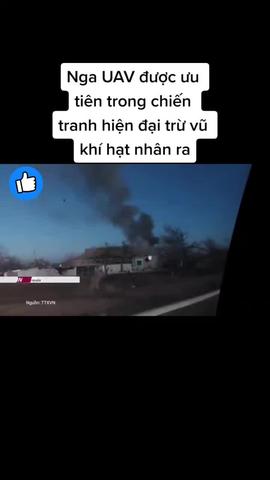 Nga UAV được ưu
tiên trong chiến
tranh hiện đại trừ vũ
khí hạt nhân ra
Nguồn: TTXVN